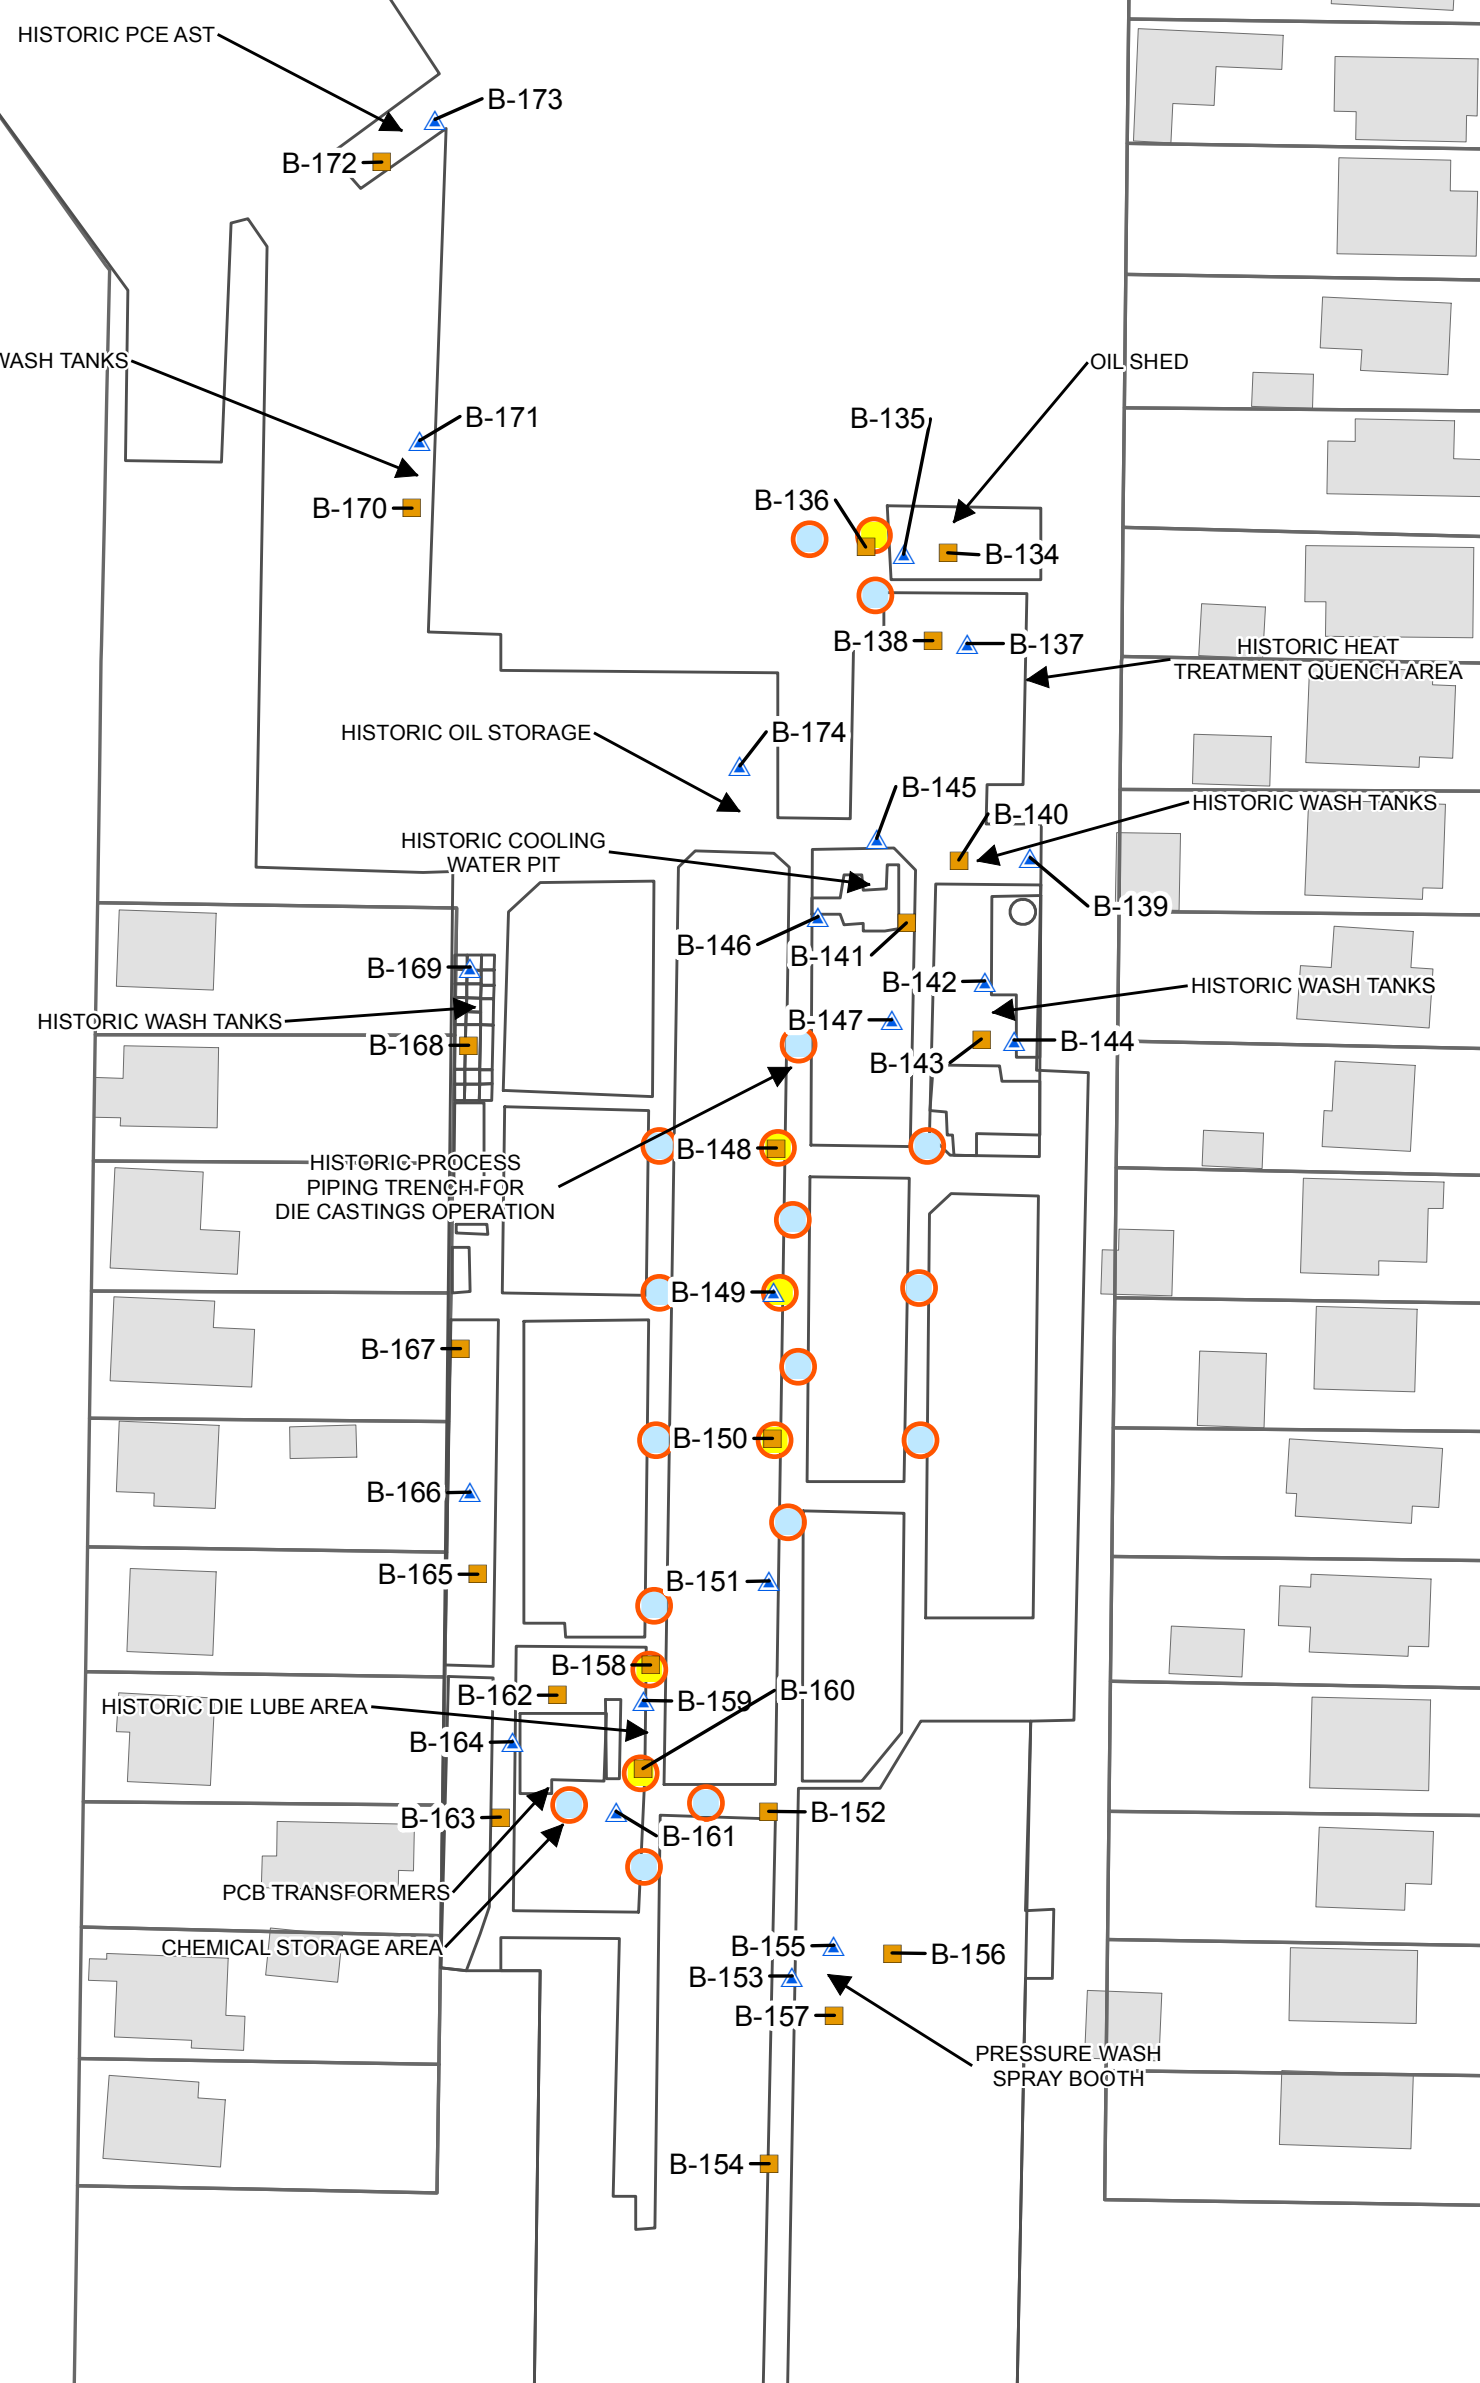 HISTORIC PCE AST
B-173
B-172
WASH TANKS
OIL SHED
B-171
B-135
B-170
B-136
B-134
B-138
B-137
HISTORIC HEAT
TREATMENT QUENCH AREA
HISTORIC OIL STORAGE
B-174
B-145
B-140
HISTORIC WASH TANKS
HISTORIC COOLING
WATER PIT
B-139
B-146
B-141
B-169
B-142
HISTORIC WASH TANKS
HISTORIC WASH TANKS
B-147
B-168
B-143
B-144
B-148
HISTORIC PROCESS
PIPING TRENCH FOR
DIE CASTINGS OPERATION
B-149
B-167
B-150
B-166
B-165
B-151
B-158
B-162
B-159
B-160
HISTORIC DIE LUBE AREA
B-164
B-163
B-152
B-161
PCB TRANSFORMERS
CHEMICAL STORAGE AREA
B-155
B-156
B-153
B-157
PRESSURE WASH
SPRAY BOOTH
B-154